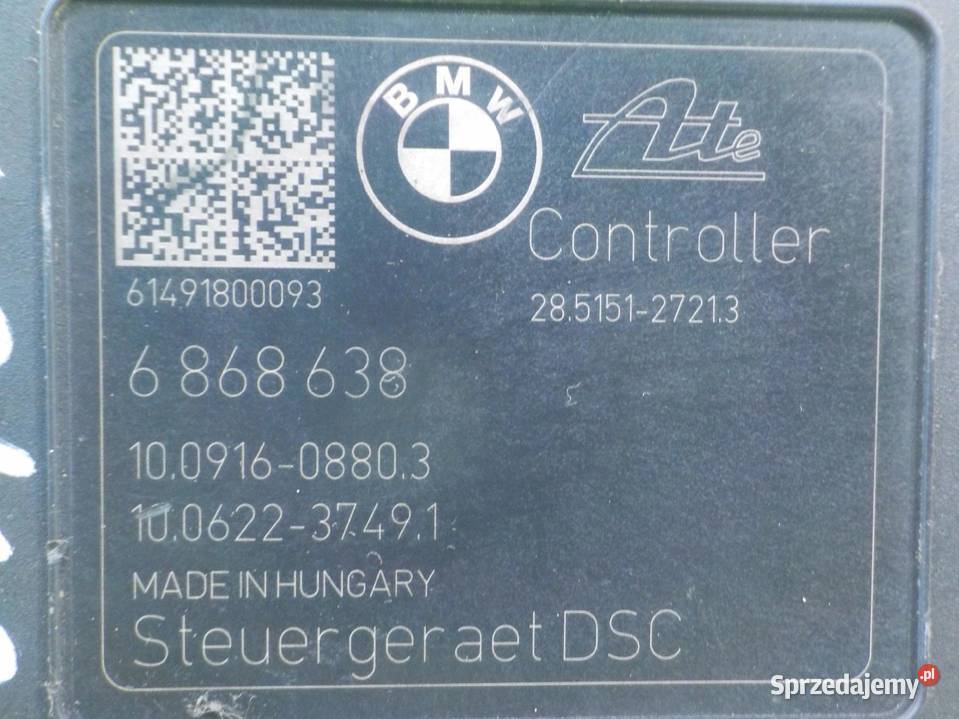 BMW
Ate
Controller
61491800093
28.5151-2721.3
6 868 638
10.0916-0880.3
10.0622-3749.1
MADE IN HUNGARY
Steuergeraet DSC
Sprzedajemy.pl